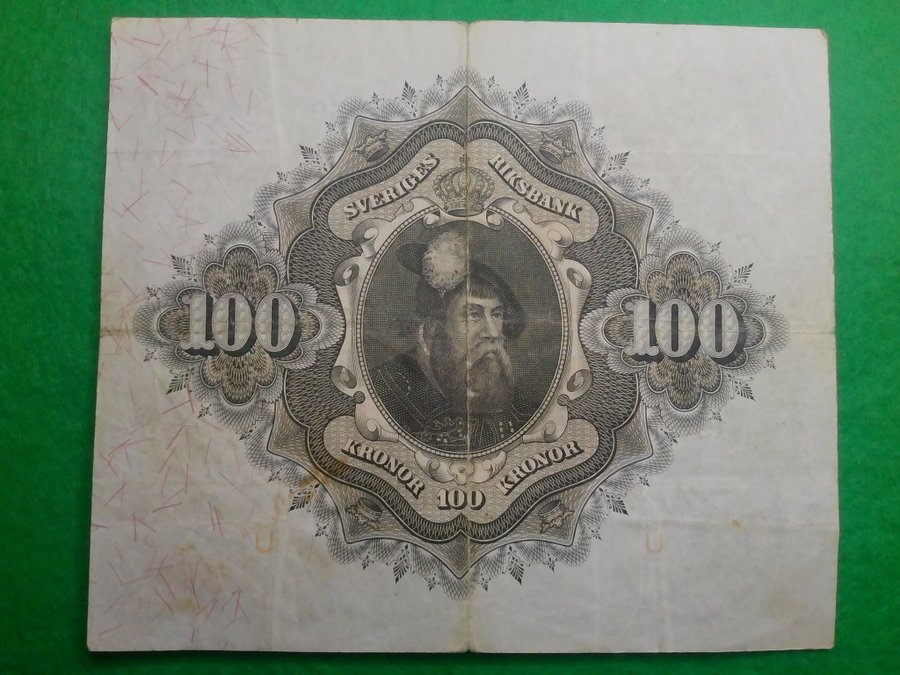 SVERIGES RIKSBANK
100 100
KRONOR 100 KRONOR
U U